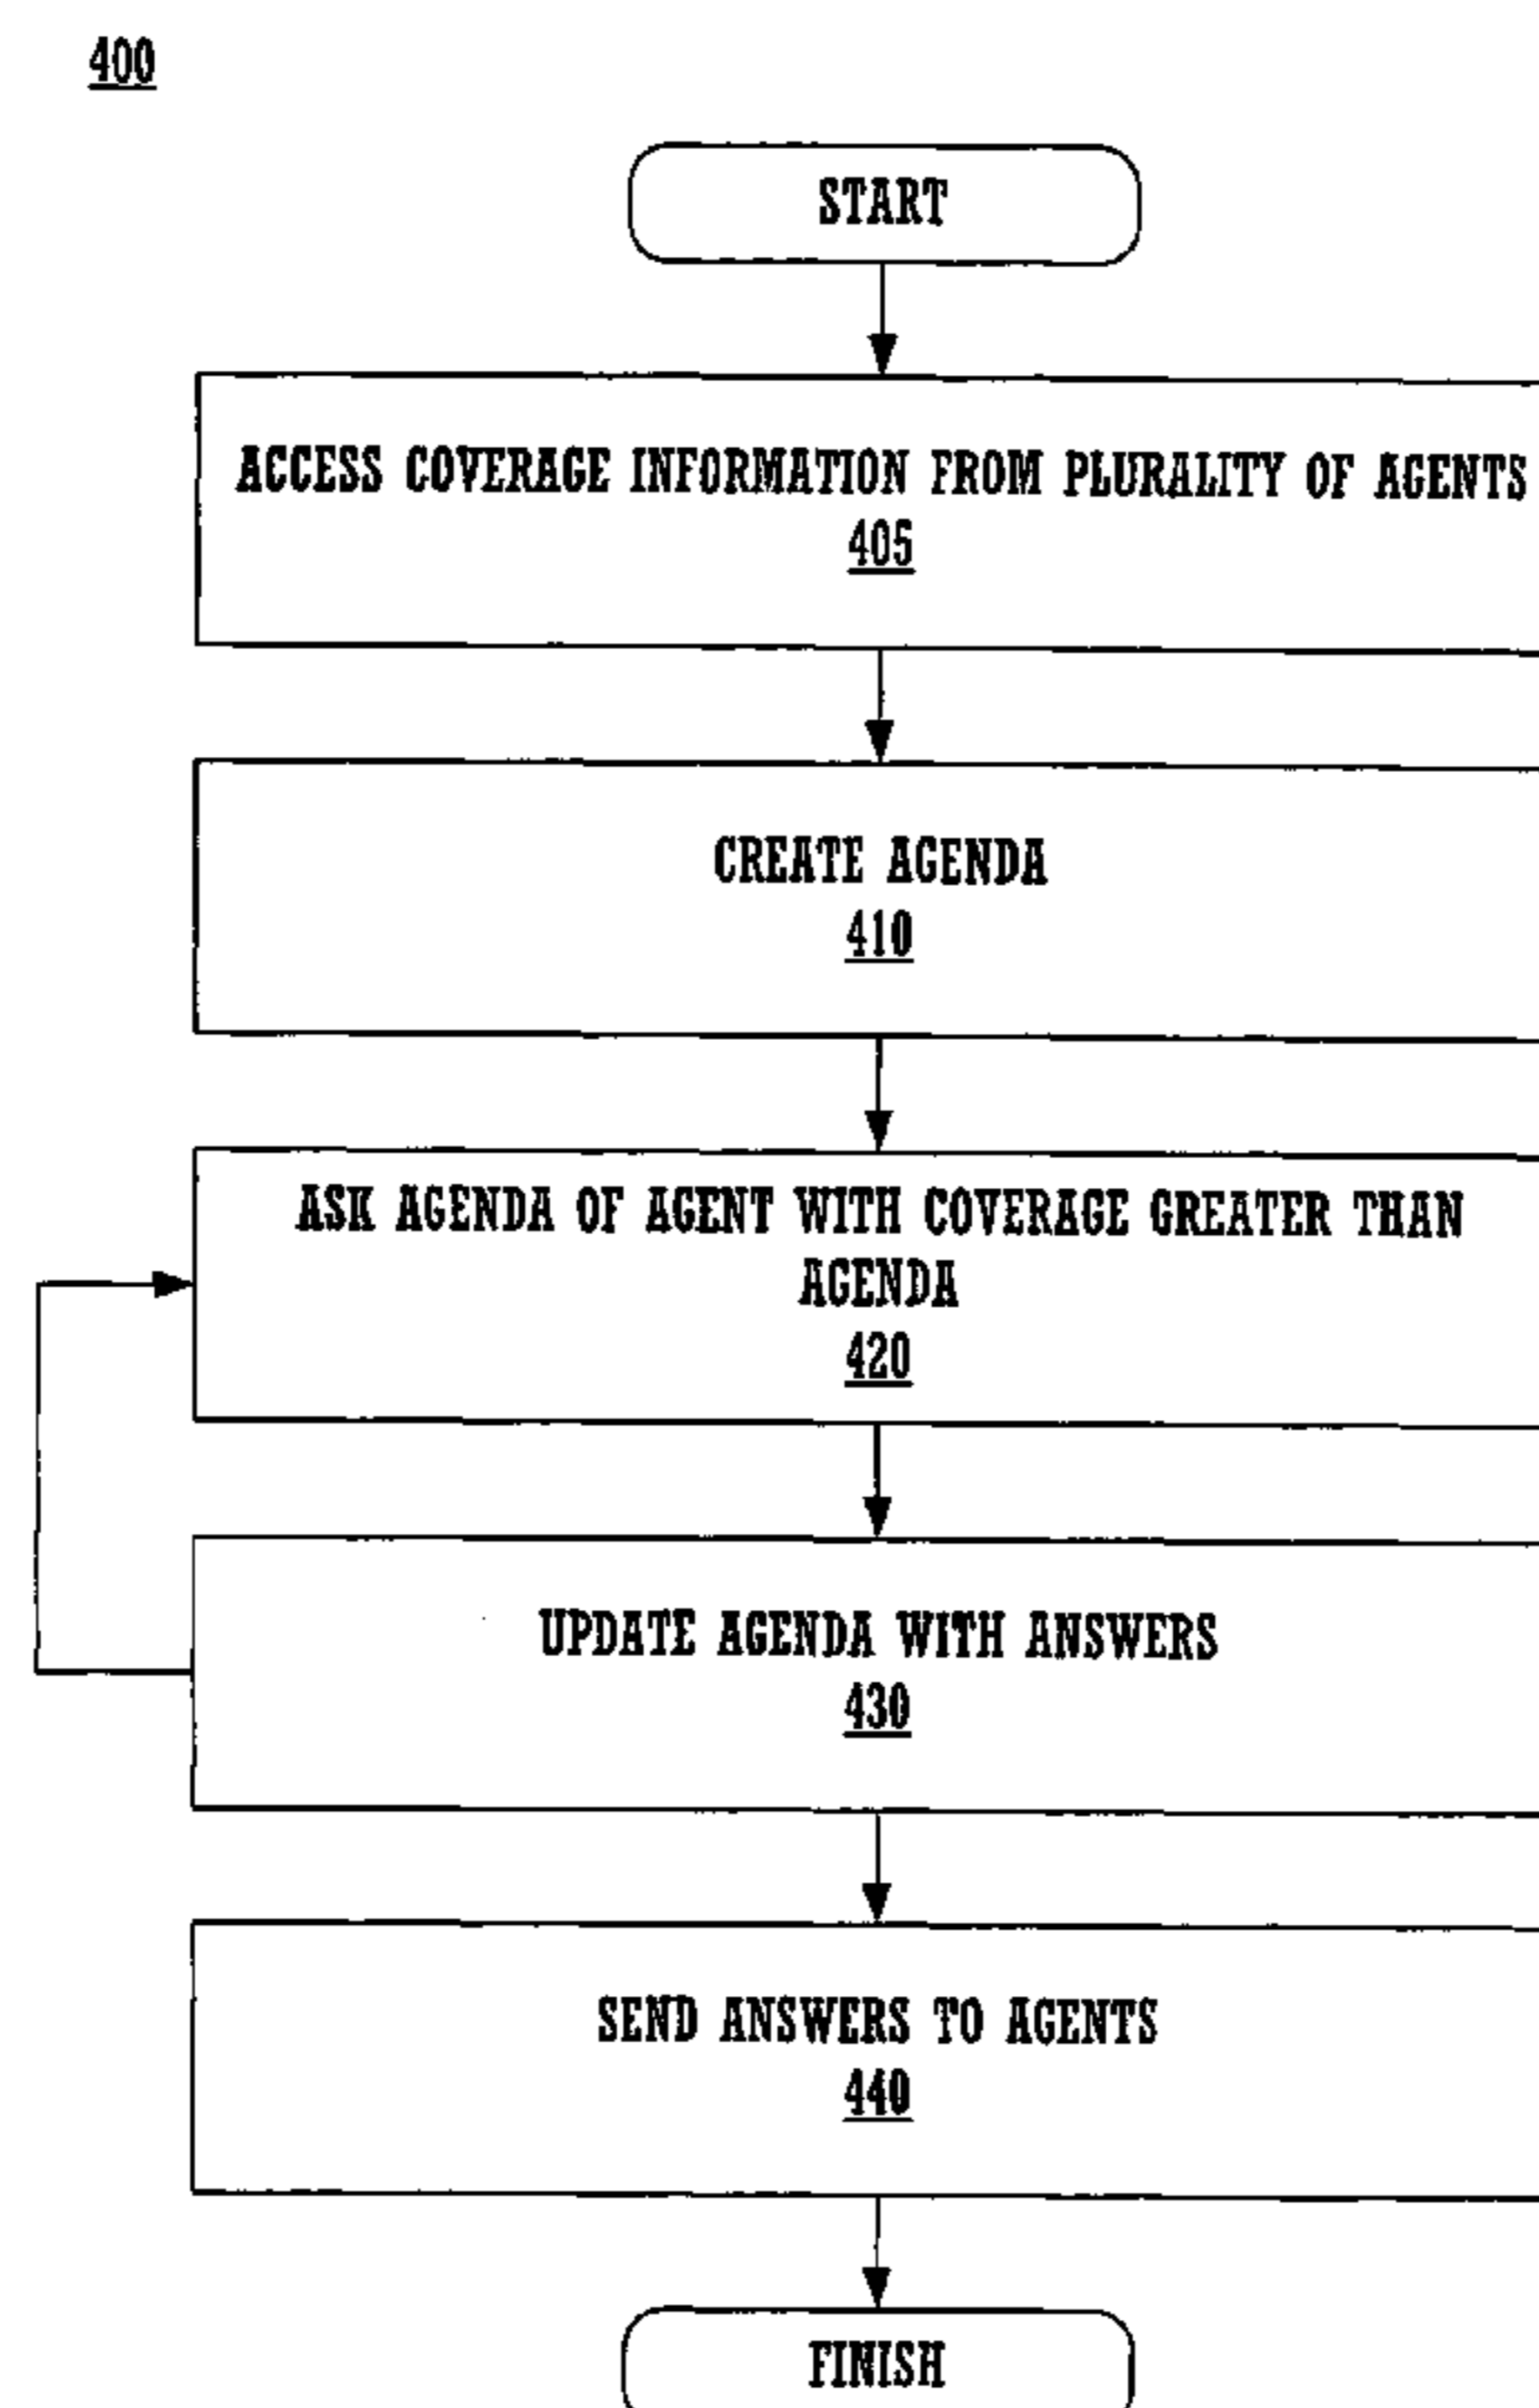 400
START
ACCESS COVERAGE INFORMATION FROM PLURALITY OF AGENTS
405
CREATE AGENDA
410
ASK AGENDA OF AGENT WITH COVERAGE GREATER THAN
AGENDA
420
UPDATE AGENDA WITH ANSWERS
430
SEND ANSWERS TO AGENTS
440
FINISH